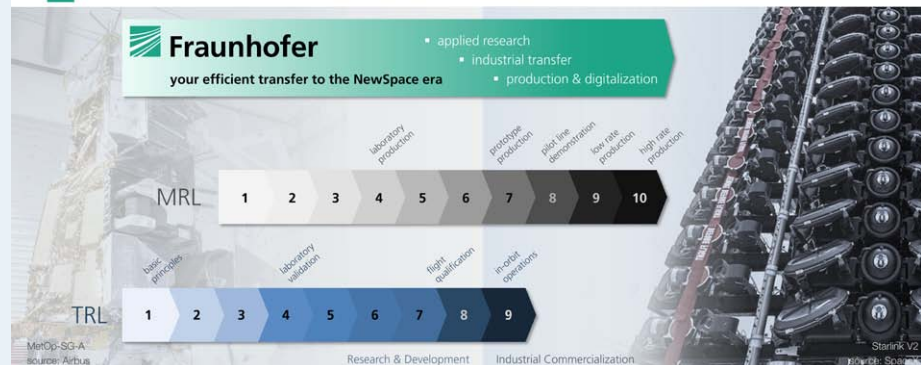 Fraunhofer
your efficient transfer to the NewSpace era
▪ applied research
▪ industrial transfer
▪ production & digitalization
laboratory
production
prototype
production
pilot line
demonstration
low rate
production
high rate
production
MRL 1 2 3 4 5 6 7 8 9 10
basic
principles
laboratory
validation
flight
qualification
in-orbit
operations
TRL 1 2 3 4 5 6 7 8 9
MetOp-SG-A
source: Airbus
Research & Development
Industrial Commercialization
Starlink V2
source: SpaceX